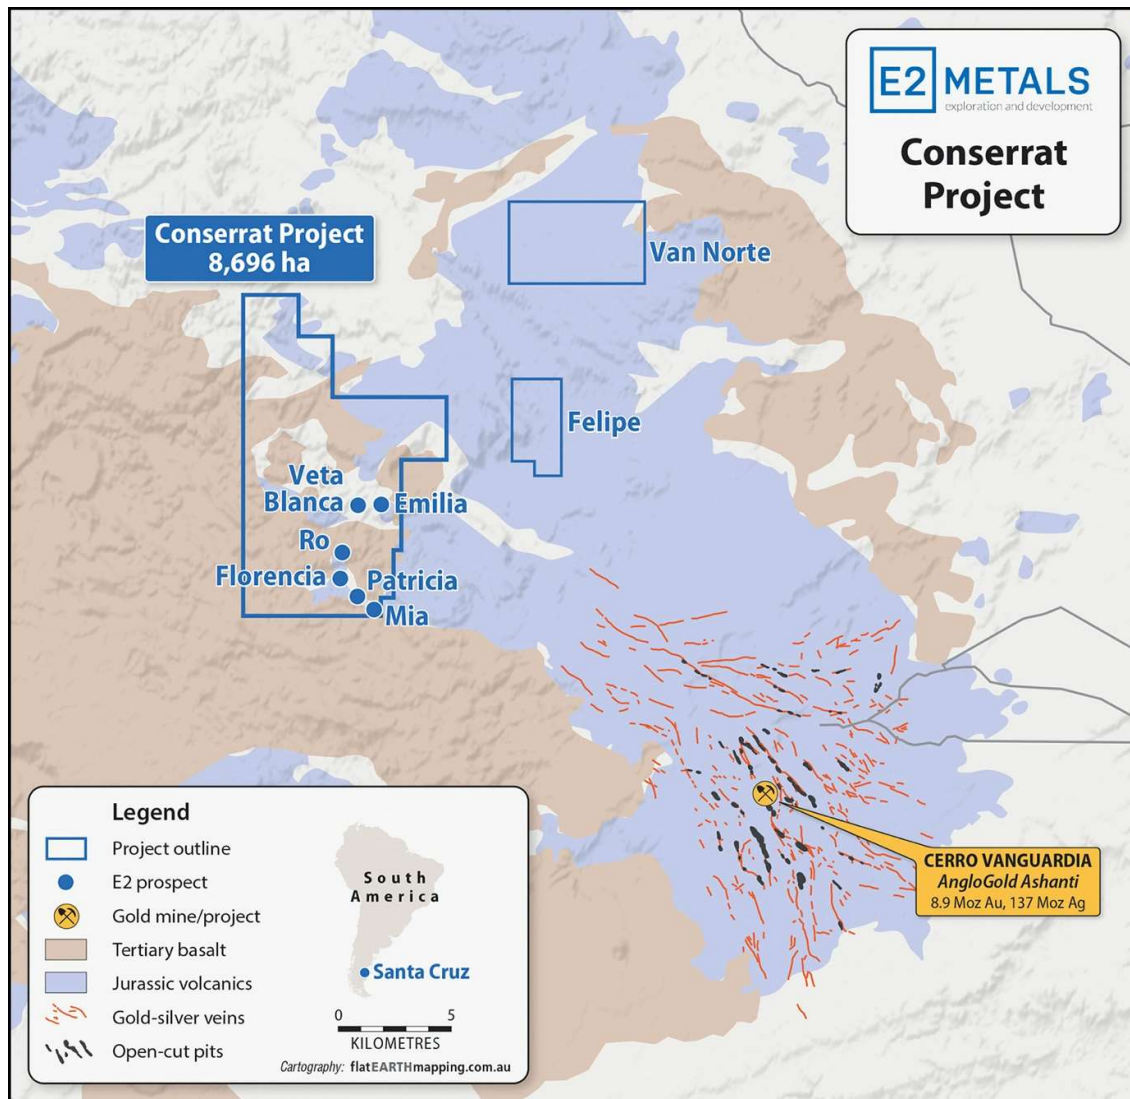 E2 METALS
exploration and development
Conserrat
Project
Conserrat Project
8,696 ha
Van Norte
Felipe
Veta
Blanca
Emilia
Ro
Florencia
Patricia
Mia
CERRO VANGUARDIA
AngloGold Ashanti
8.9 Moz Au, 137 Moz Ag
Legend
Project outline
E2 prospect
Gold mine/project
Tertiary basalt
Jurassic volcanics
Gold-silver veins
Open-cut pits
South
America
Santa Cruz
0 5
KILOMETRES
Cartography: flatEARTHmapping.com.au